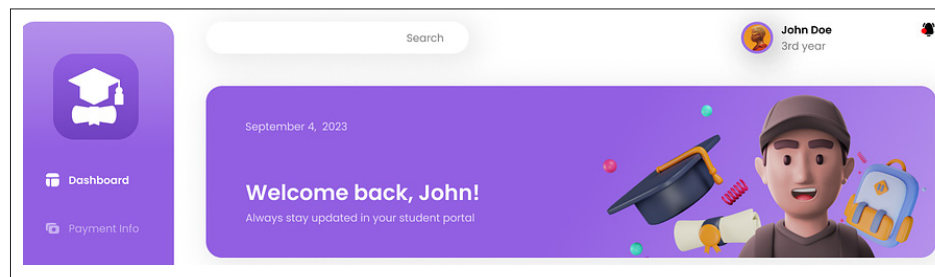 Search
John Doe
3rd year
September 4, 2023
Welcome back, John!
Always stay updated in your student portal
Dashboard
Payment Info